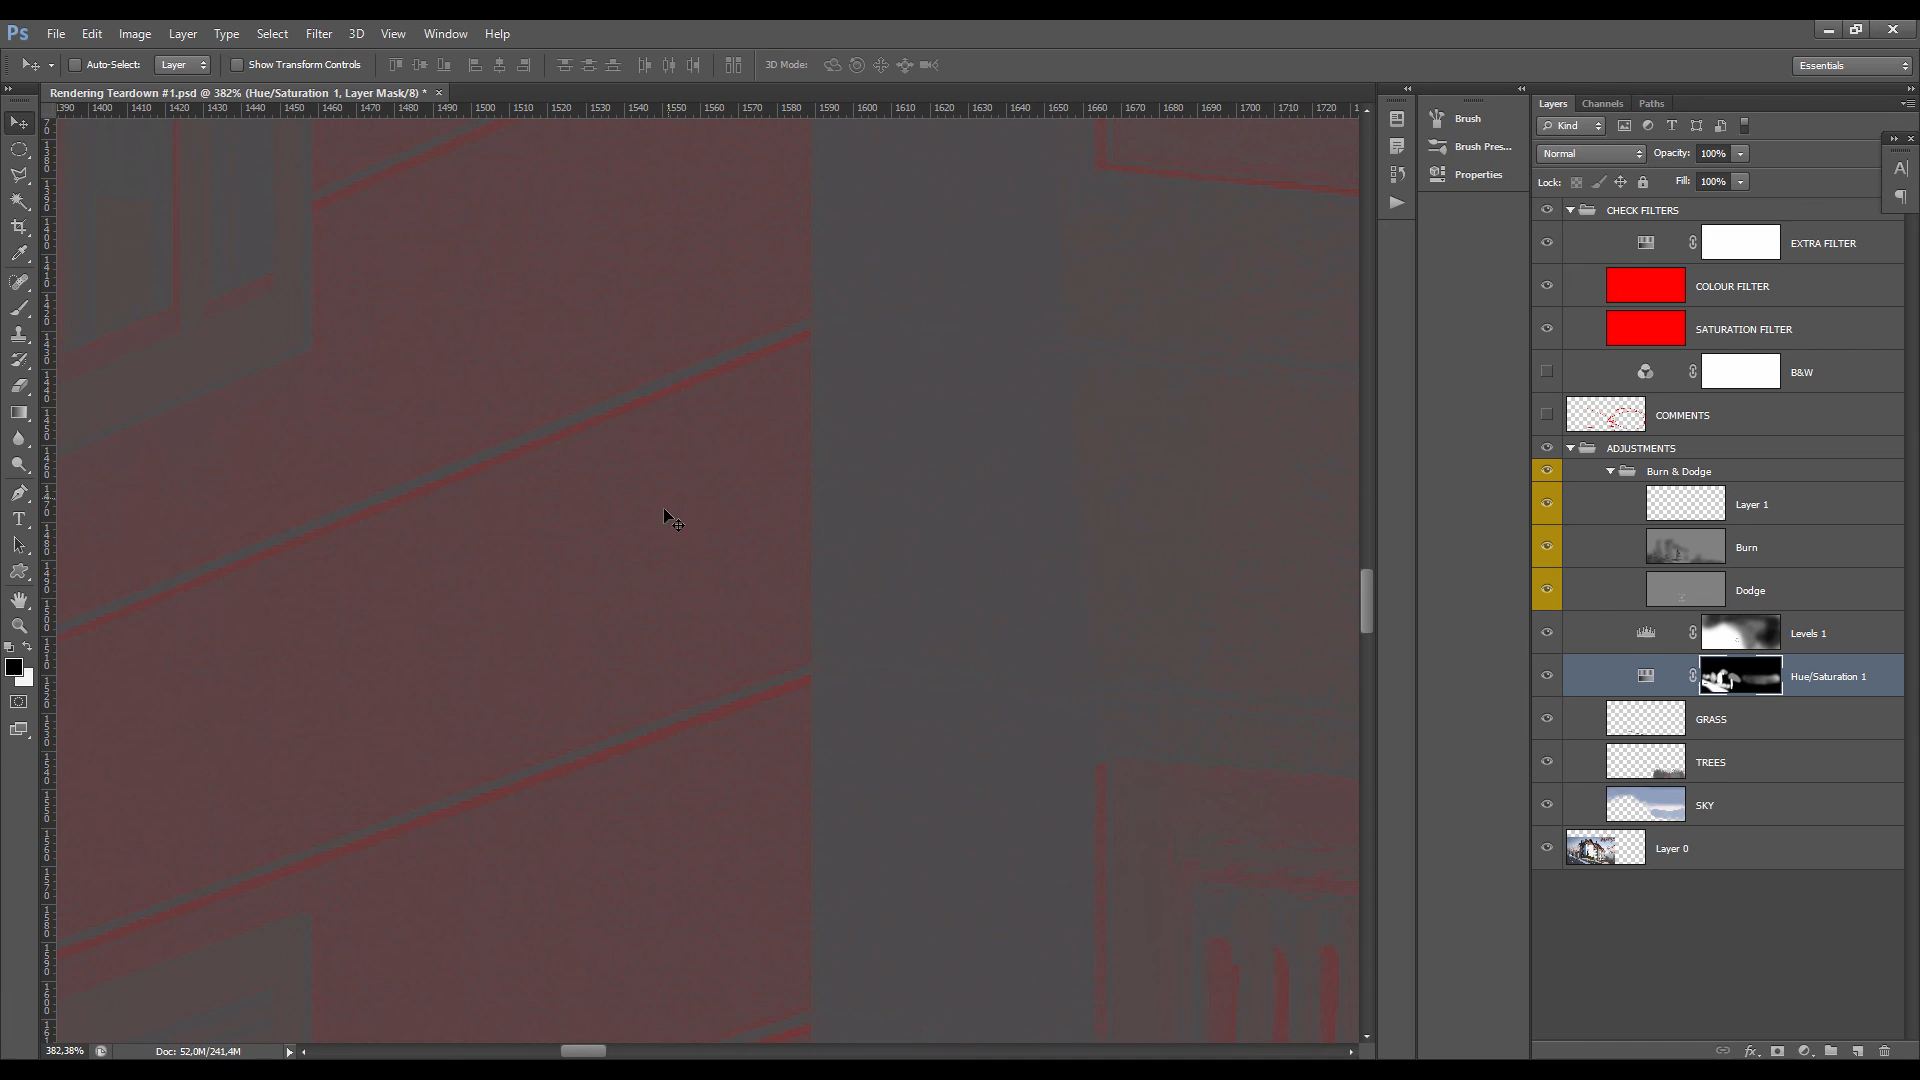 Ps File Edit Image Layer Type Select Filter 3D View Window Help
Auto-Select: Layer Show Transform Controls 3D Mode: Essentials
Rendering Teardown #1.psd @ 382% (Hue/Saturation 1, Layer Mask/8) * ×
1390 1400 1410 1420 1430 1440 1450 1460 1470 1480 1490 1500 1510 1520 1530 1540 1550 1560 1570 1580 1590 1600 1610 1620 1630 1640 1650 1660 1670 1680 1690 1700 1710 1720
Brush
Brush Pres...
Properties
Layers Channels Paths
Kind
Normal Opacity: 100%
Lock: Fill: 100%
CHECK FILTERS
EXTRA FILTER
COLOUR FILTER
SATURATION FILTER
B&W
COMMENTS
ADJUSTMENTS
Burn & Dodge
Layer 1
Burn
Dodge
Levels 1
Hue/Saturation 1
GRASS
TREES
SKY
Layer 0
382,38% Doc: 52,0M/241,4M